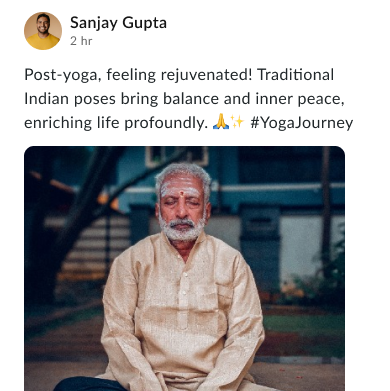 Sanjay Gupta
2 hr
Post-yoga, feeling rejuvenated! Traditional
Indian poses bring balance and inner peace,
enriching life profoundly. 🙏✨ #YogaJourney